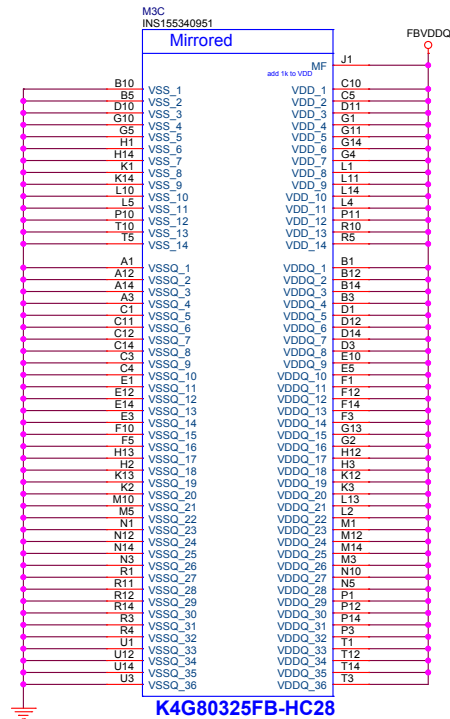 M3C
INS155340951
Mirrored
FBVDDQ
MF J1
add 1k to VDD
B10 VSS_1 VDD_1 C10
B5 VSS_2 VDD_2 C5
D10 VSS_3 VDD_3 D11
G10 VSS_4 VDD_4 G1
G5 VSS_5 VDD_5 G11
H1 VSS_6 VDD_6 G14
H14 VSS_7 VDD_7 G4
K1 VSS_8 VDD_8 L1
K14 VSS_9 VDD_9 L11
L10 VSS_10 VDD_10 L14
L5 VSS_11 VDD_11 L4
P10 VSS_12 VDD_12 P11
T10 VSS_13 VDD_13 R10
T5 VSS_14 VDD_14 R5
A1 VSSQ_1 VDDQ_1 B1
A12 VSSQ_2 VDDQ_2 B12
A14 VSSQ_3 VDDQ_3 B14
A3 VSSQ_4 VDDQ_4 B3
C1 VSSQ_5 VDDQ_5 D1
C11 VSSQ_6 VDDQ_6 D12
C12 VSSQ_7 VDDQ_7 D14
C14 VSSQ_8 VDDQ_8 D3
C3 VSSQ_9 VDDQ_9 E10
C4 VSSQ_10 VDDQ_10 E5
E1 VSSQ_11 VDDQ_11 F1
E12 VSSQ_12 VDDQ_12 F12
E14 VSSQ_13 VDDQ_13 F14
E3 VSSQ_14 VDDQ_14 F3
F10 VSSQ_15 VDDQ_15 G13
F5 VSSQ_16 VDDQ_16 G2
H13 VSSQ_17 VDDQ_17 H12
H2 VSSQ_18 VDDQ_18 H3
K13 VSSQ_19 VDDQ_19 K12
K2 VSSQ_20 VDDQ_20 K3
M10 VSSQ_21 VDDQ_21 L13
M5 VSSQ_22 VDDQ_22 L2
N1 VSSQ_23 VDDQ_23 M1
N12 VSSQ_24 VDDQ_24 M12
N14 VSSQ_25 VDDQ_25 M14
N3 VSSQ_26 VDDQ_26 M3
R1 VSSQ_27 VDDQ_27 N10
R11 VSSQ_28 VDDQ_28 N5
R12 VSSQ_29 VDDQ_29 P1
R14 VSSQ_30 VDDQ_30 P12
R3 VSSQ_31 VDDQ_31 P14
R4 VSSQ_32 VDDQ_32 P3
U1 VSSQ_33 VDDQ_33 T1
U12 VSSQ_34 VDDQ_34 T12
U14 VSSQ_35 VDDQ_35 T14
U3 VSSQ_36 VDDQ_36 T3
K4G80325FB-HC28